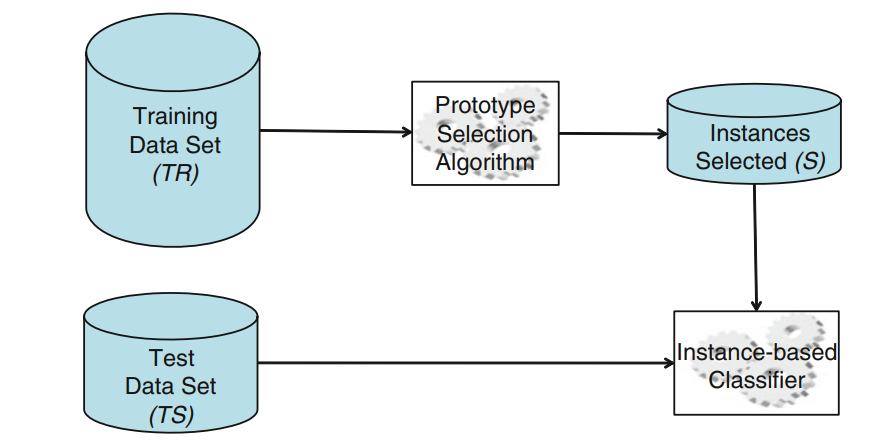 Training
Data Set
(TR)
Prototype
Selection
Algorithm
Instances
Selected (S)
Test
Data Set
(TS)
Instance-based
Classifier